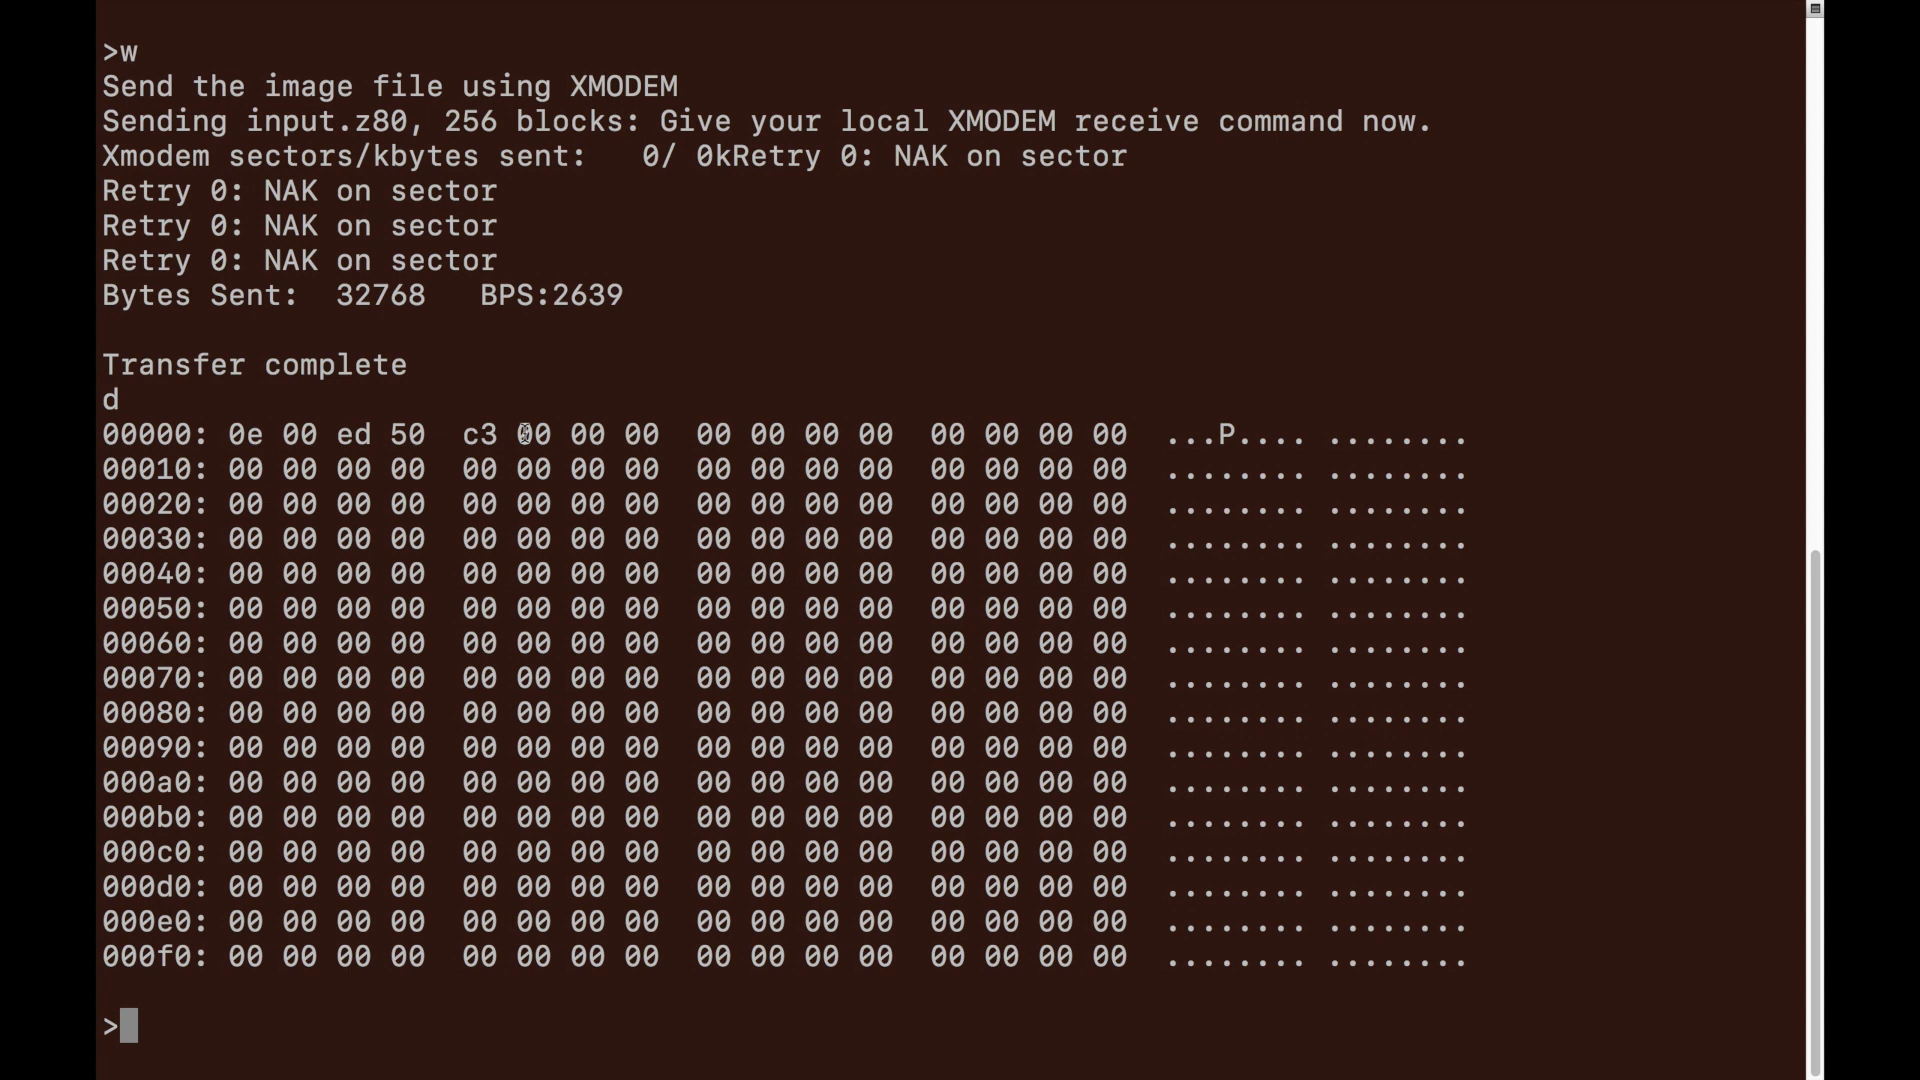 >w
Send the image file using XMODEM
Sending input.z80, 256 blocks: Give your local XMODEM receive command now.
Xmodem sectors/kbytes sent:   0/ 0kRetry 0: NAK on sector
Retry 0: NAK on sector
Retry 0: NAK on sector
Retry 0: NAK on sector
Bytes Sent:  32768   BPS:2639
Transfer complete
d
00000: 0e 00 ed 50  c3 00 00 00  00 00 00 00  00 00 00 00  ...P.... ........
00010: 00 00 00 00  00 00 00 00  00 00 00 00  00 00 00 00  ........ ........
00020: 00 00 00 00  00 00 00 00  00 00 00 00  00 00 00 00  ........ ........
00030: 00 00 00 00  00 00 00 00  00 00 00 00  00 00 00 00  ........ ........
00040: 00 00 00 00  00 00 00 00  00 00 00 00  00 00 00 00  ........ ........
00050: 00 00 00 00  00 00 00 00  00 00 00 00  00 00 00 00  ........ ........
00060: 00 00 00 00  00 00 00 00  00 00 00 00  00 00 00 00  ........ ........
00070: 00 00 00 00  00 00 00 00  00 00 00 00  00 00 00 00  ........ ........
00080: 00 00 00 00  00 00 00 00  00 00 00 00  00 00 00 00  ........ ........
00090: 00 00 00 00  00 00 00 00  00 00 00 00  00 00 00 00  ........ ........
000a0: 00 00 00 00  00 00 00 00  00 00 00 00  00 00 00 00  ........ ........
000b0: 00 00 00 00  00 00 00 00  00 00 00 00  00 00 00 00  ........ ........
000c0: 00 00 00 00  00 00 00 00  00 00 00 00  00 00 00 00  ........ ........
000d0: 00 00 00 00  00 00 00 00  00 00 00 00  00 00 00 00  ........ ........
000e0: 00 00 00 00  00 00 00 00  00 00 00 00  00 00 00 00  ........ ........
000f0: 00 00 00 00  00 00 00 00  00 00 00 00  00 00 00 00  ........ ........
>